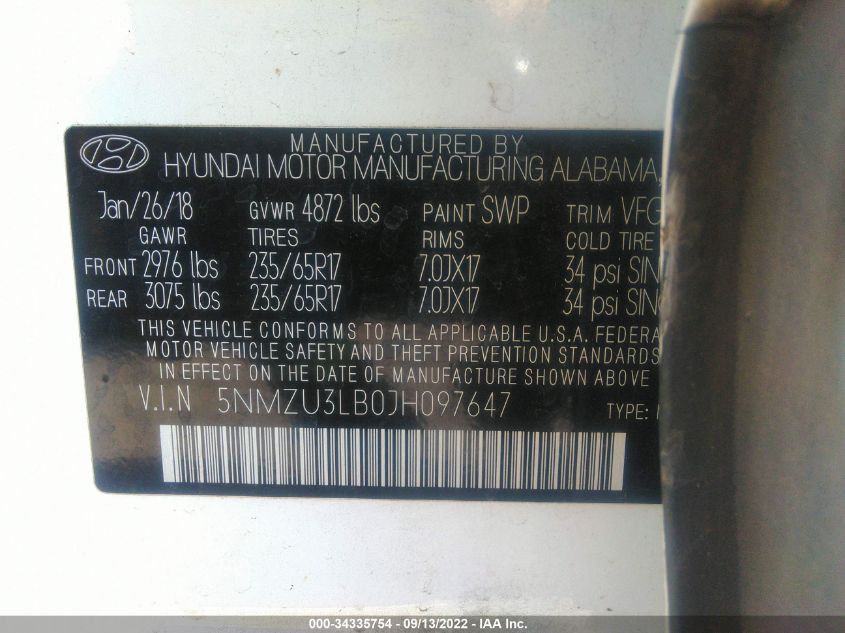 MANUFACTURED BY
HYUNDAI MOTOR MANUFACTURING ALABAMA,
Jan/26/18 GVWR 4872 lbs PAINT SWP TRIM VFG
GAWR TIRES RIMS COLD TIRE
FRONT 2976 lbs 235/65R17 7.0JX17 34 psi SIN
REAR 3075 lbs 235/65R17 7.0JX17 34 psi SIN
THIS VEHICLE CONFORMS TO ALL APPLICABLE U.S.A. FEDERA
MOTOR VEHICLE SAFETY AND THEFT PREVENTION STANDARDS
IN EFFECT ON THE DATE OF MANUFACTURE SHOWN ABOVE
V.I.N 5NMZU3LB0JH097647 TYPE:
000-34335754 - 09/13/2022 - IAA Inc.